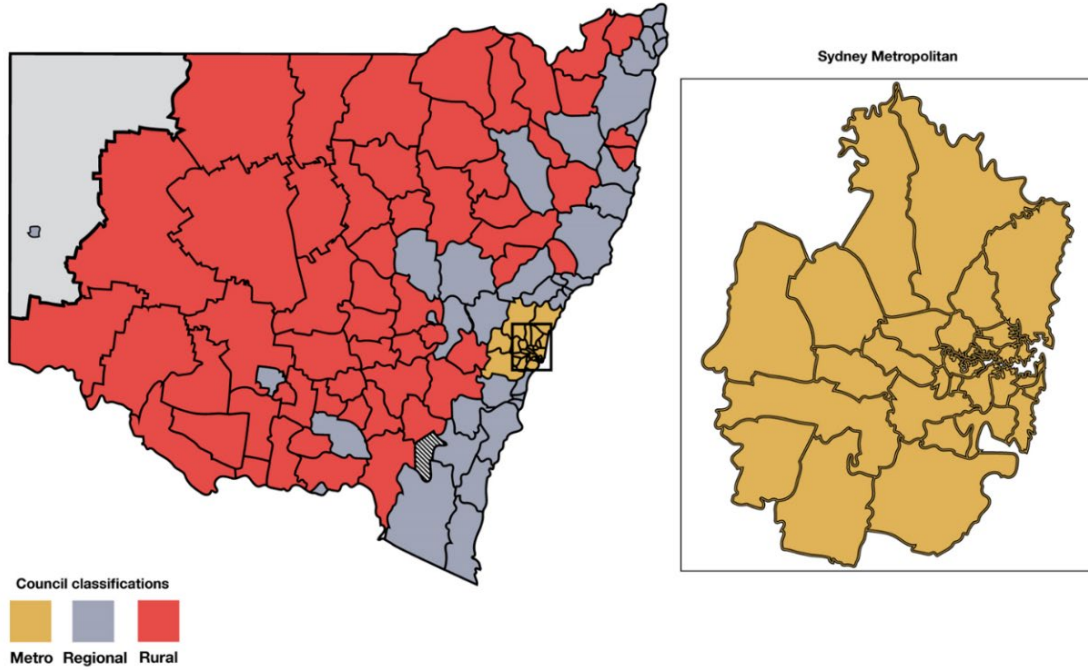 Sydney Metropolitan
Council classifications
Metro Regional Rural